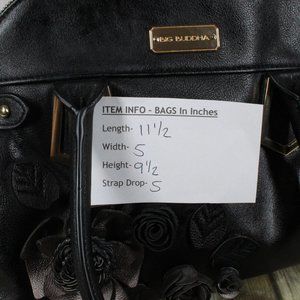 BIG BUDDHA
ITEM INFO - BAGS In Inches
Length- 11 1/2
Width- 5
Height- 9 1/2
Strap Drop- 5